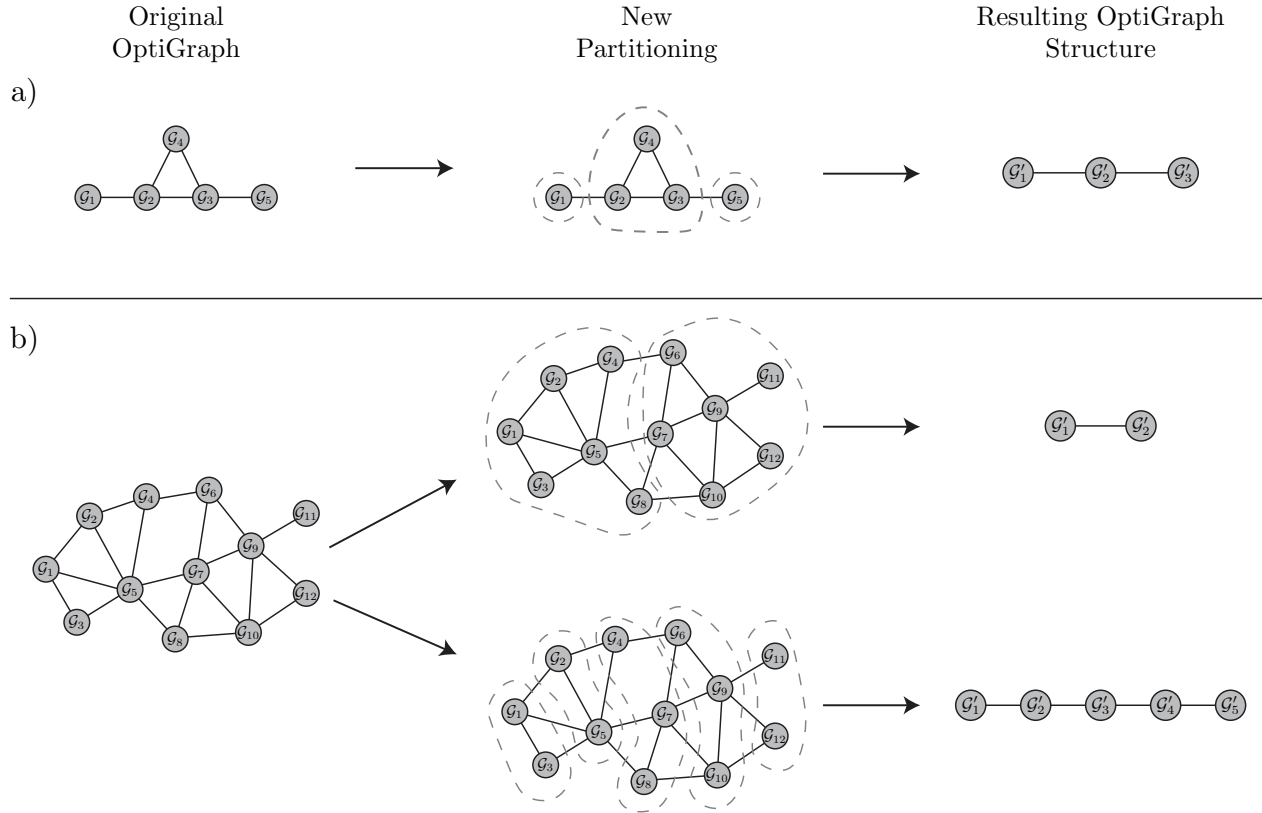 Original
OptiGraph
New
Partitioning
Resulting OptiGraph
Structure
a)
𝒢₄
𝒢₁ 𝒢₂ 𝒢₃ 𝒢₅
𝒢₄
𝒢₁ 𝒢₂ 𝒢₃ 𝒢₅
𝒢′₁ 𝒢′₂ 𝒢′₃
b)
𝒢₁
𝒢₂
𝒢₃
𝒢₄
𝒢₅
𝒢₆
𝒢₇
𝒢₈
𝒢₉
𝒢₁₀
𝒢₁₁
𝒢₁₂
𝒢₁
𝒢₂
𝒢₃
𝒢₄
𝒢₅
𝒢₆
𝒢₇
𝒢₈
𝒢₉
𝒢₁₀
𝒢₁₁
𝒢₁₂
𝒢′₁ 𝒢′₂
𝒢₁
𝒢₂
𝒢₃
𝒢₄
𝒢₅
𝒢₆
𝒢₇
𝒢₈
𝒢₉
𝒢₁₀
𝒢₁₁
𝒢₁₂
𝒢′₁ 𝒢′₂ 𝒢′₃ 𝒢′₄ 𝒢′₅